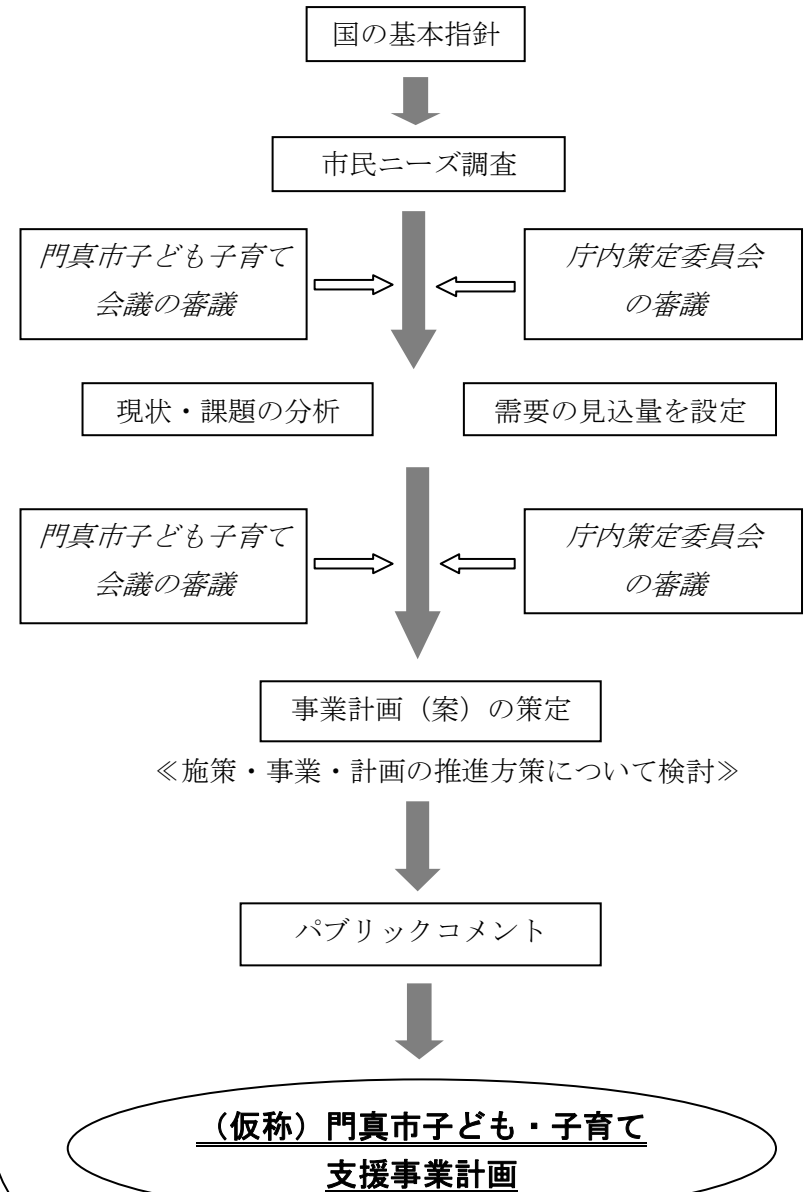 国の基本指針
市民ニーズ調査
門真市子ども子育て
会議の審議
庁内策定委員会
の審議
現状・課題の分析
需要の見込量を設定
門真市子ども子育て
会議の審議
庁内策定委員会
の審議
事業計画（案）の策定
≪施策・事業・計画の推進方策について検討≫
パブリックコメント
（仮称）門真市子ども・子育て
支援事業計画